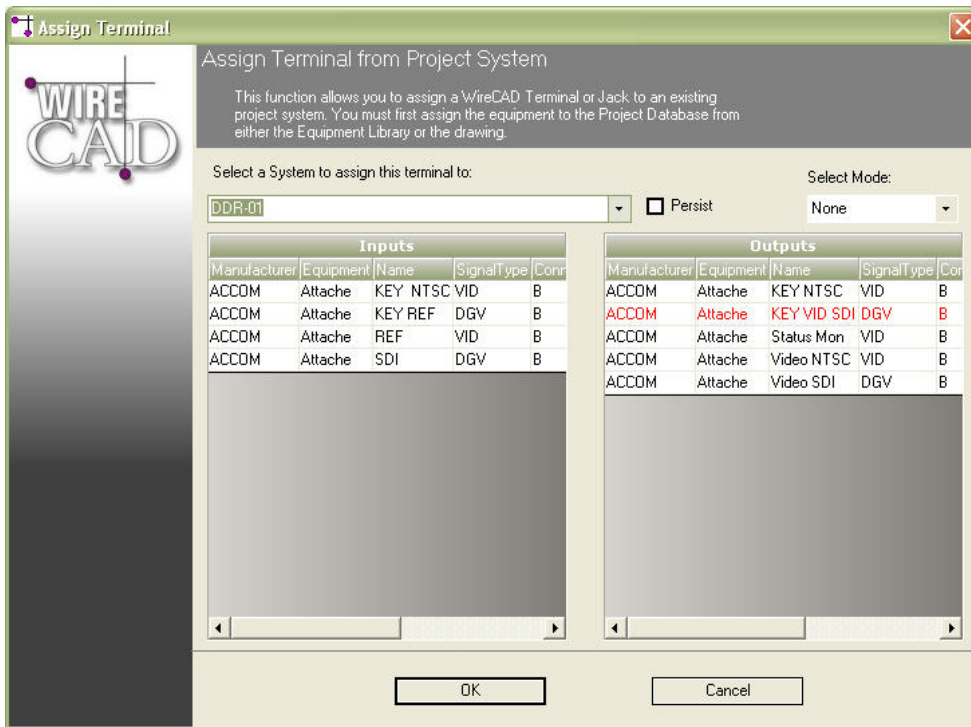 Assign Terminal
WIRE
CAD
Assign Terminal from Project System
This function allows you to assign a WireCAD Terminal or Jack to an existing
project system. You must first assign the equipment to the Project Database from
either the Equipment Library or the drawing.
Select a System to assign this terminal to:
Select Mode:
DDR-01
Persist
None
Inputs
Manufacturer Equipment Name SignalType Conr
ACCOM Attache KEY NTSC VID B
ACCOM Attache KEY REF DGV B
ACCOM Attache REF VID B
ACCOM Attache SDI DGV B
Outputs
Manufacturer Equipment Name SignalType Cor
ACCOM Attache KEY NTSC VID B
ACCOM Attache KEY VID SDI DGV B
ACCOM Attache Status Mon VID B
ACCOM Attache Video NTSC VID B
ACCOM Attache Video SDI DGV B
OK
Cancel